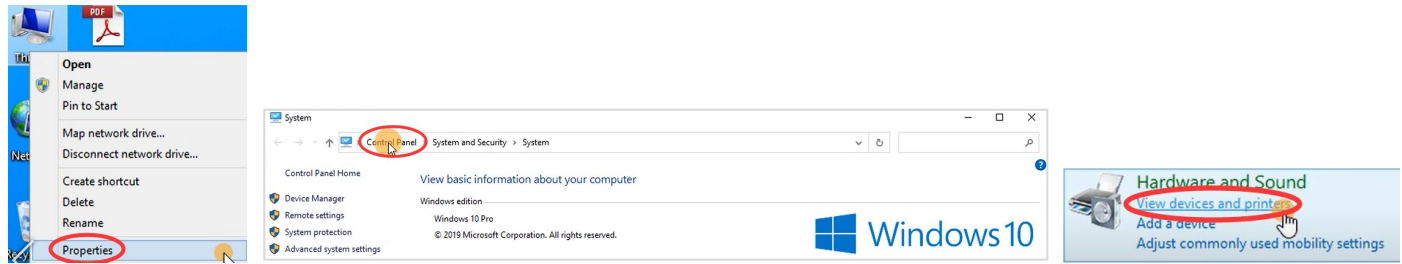 PDF
Open
Manage
Pin to Start
Map network drive...
Disconnect network drive...
Create shortcut
Delete
Rename
Properties
System
Control Panel › System and Security › System
Control Panel Home
Device Manager
Remote settings
System protection
Advanced system settings
View basic information about your computer
Windows edition
Windows 10 Pro
© 2019 Microsoft Corporation. All rights reserved.
Windows 10
Hardware and Sound
View devices and printers
Add a device
Adjust commonly used mobility settings